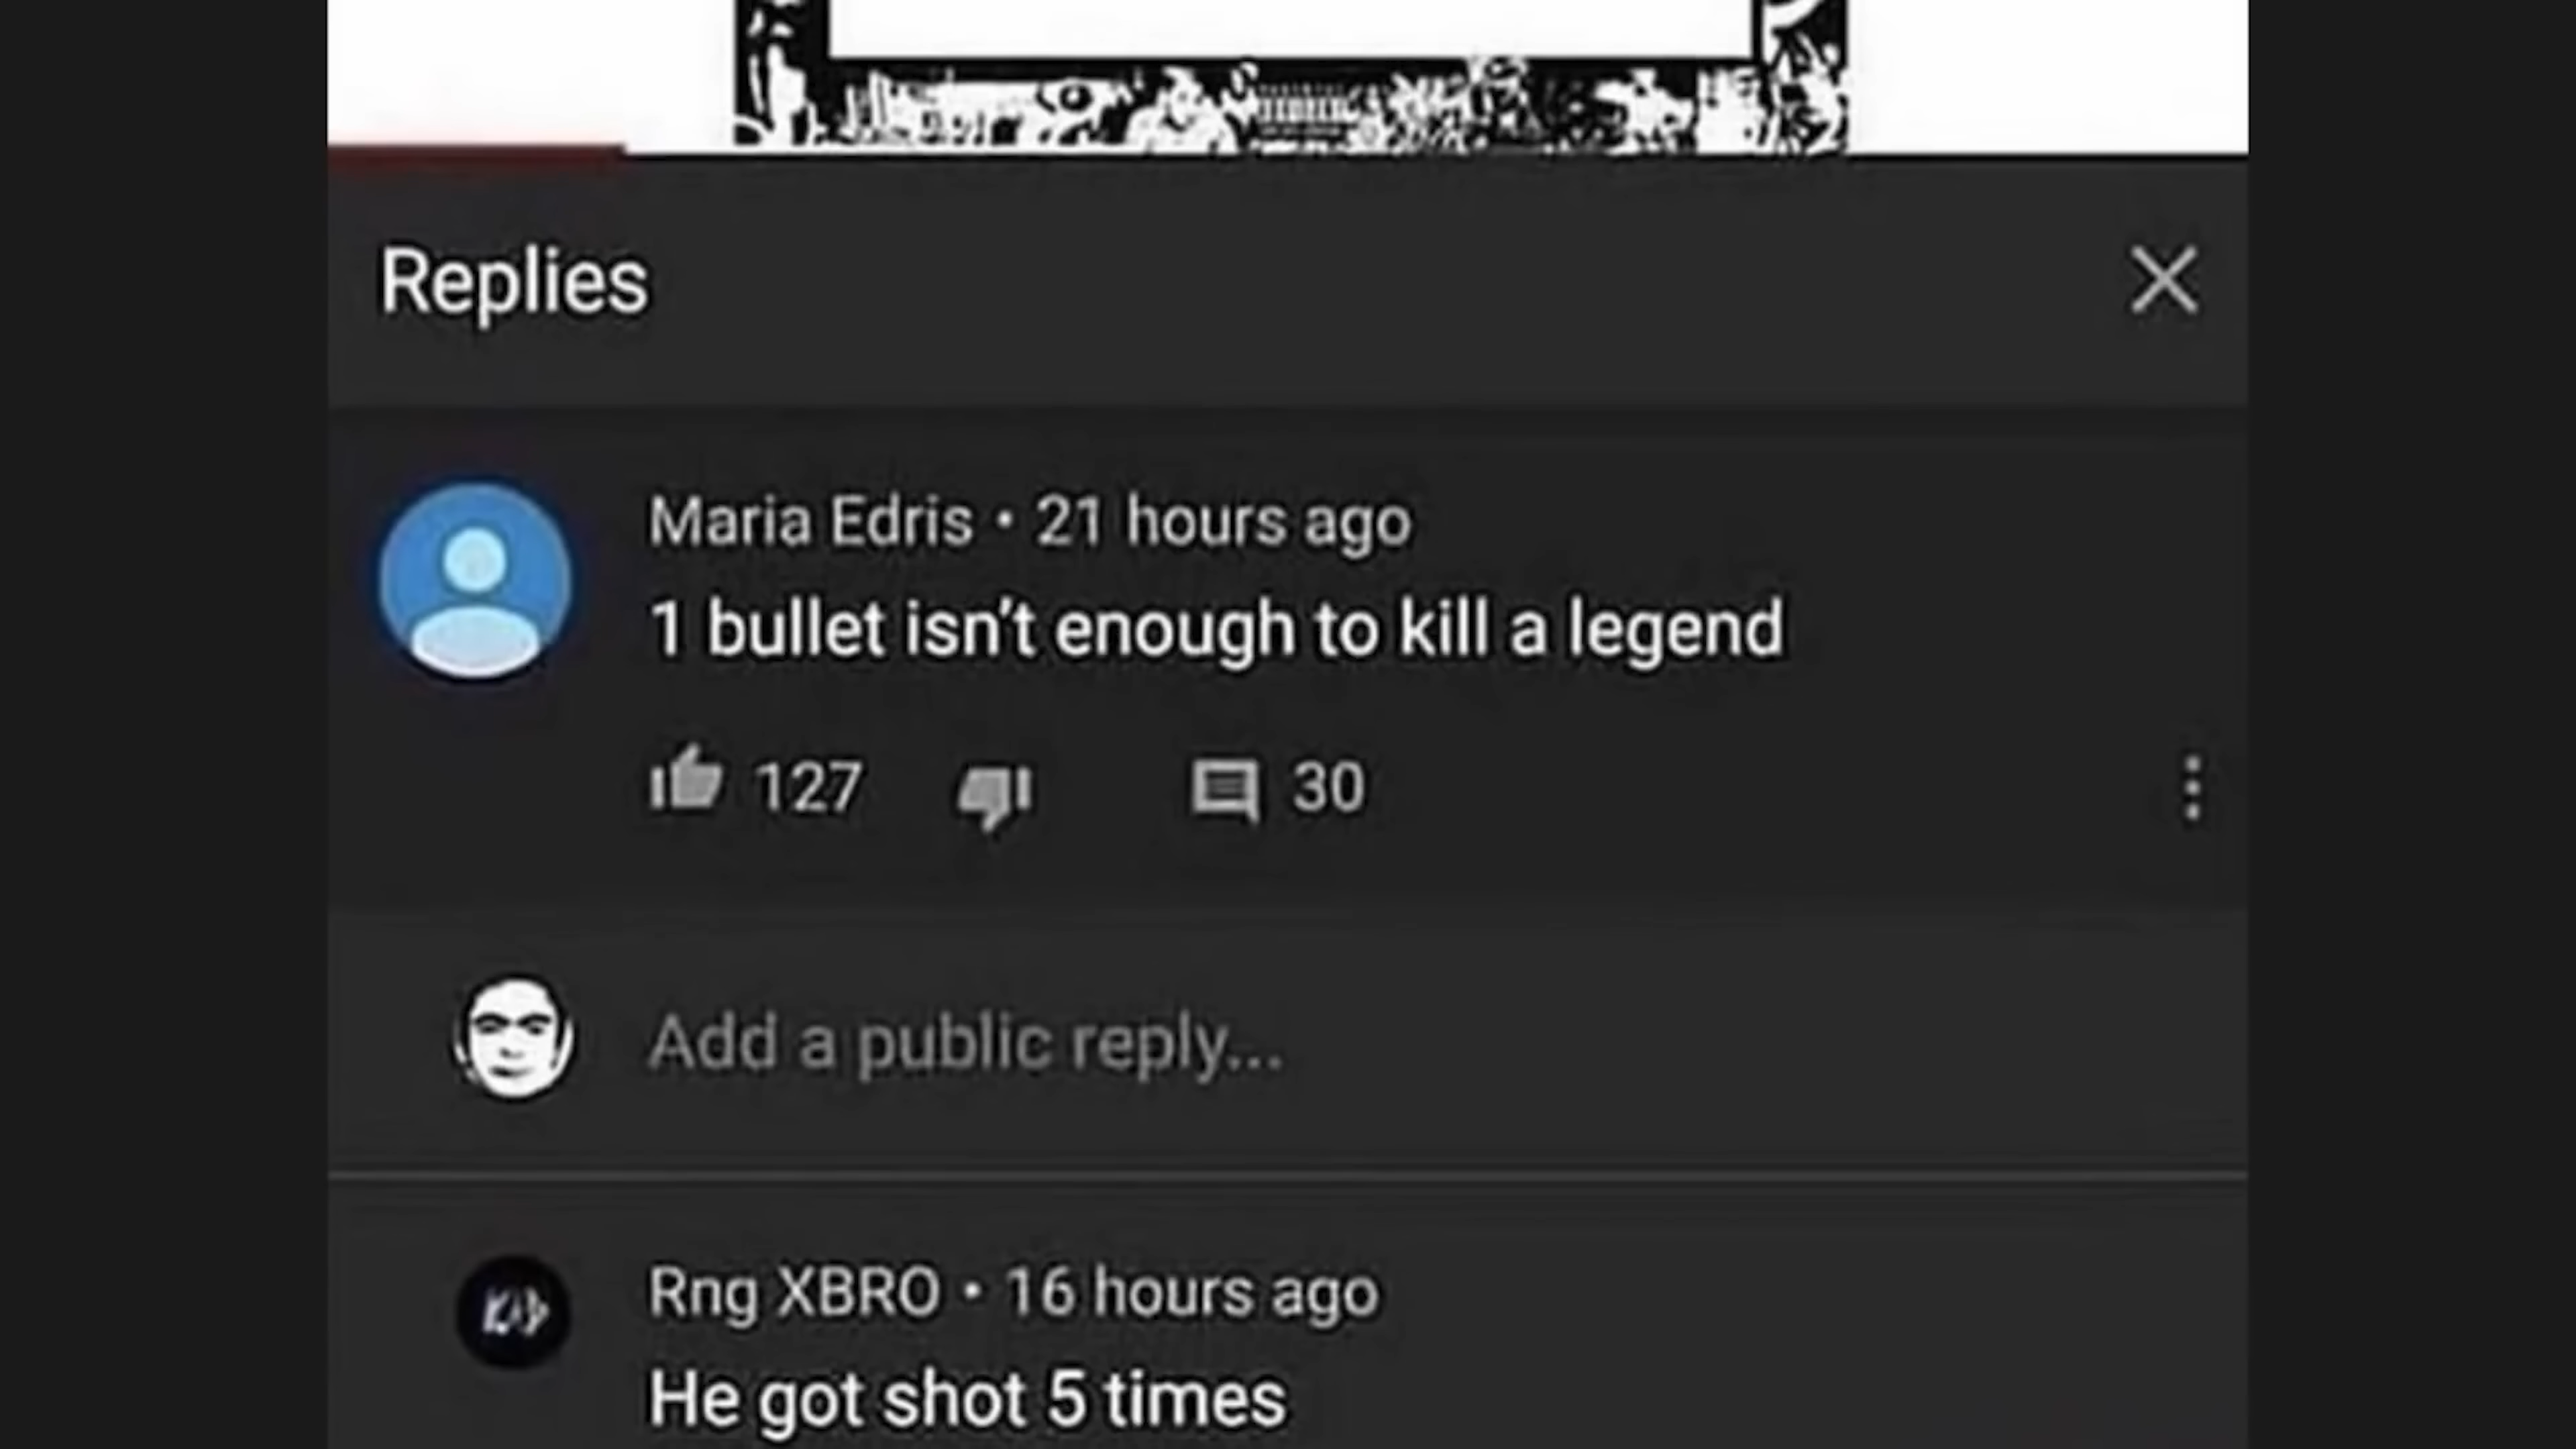 Replies
Maria Edris • 21 hours ago
1 bullet isn't enough to kill a legend
127 30
Add a public reply...
Rng XBRO • 16 hours ago
He got shot 5 times